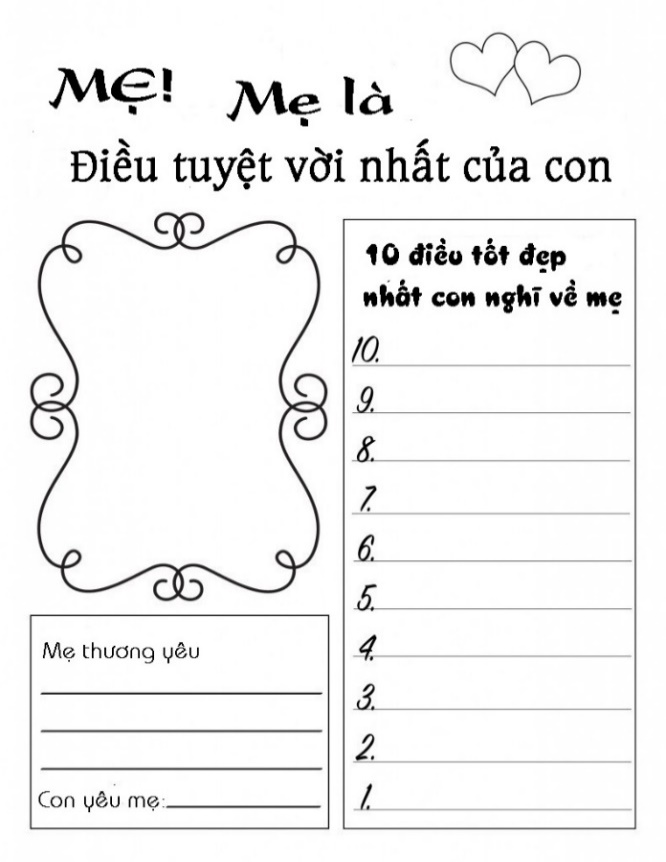 MẸ! Mẹ là
Điều tuyệt vời nhất của con
10 điều tốt đẹp
nhất con nghĩ về mẹ
10.
9.
8.
7.
6.
5.
4.
3.
2.
1.
Mẹ thương yêu
Con yêu mẹ: